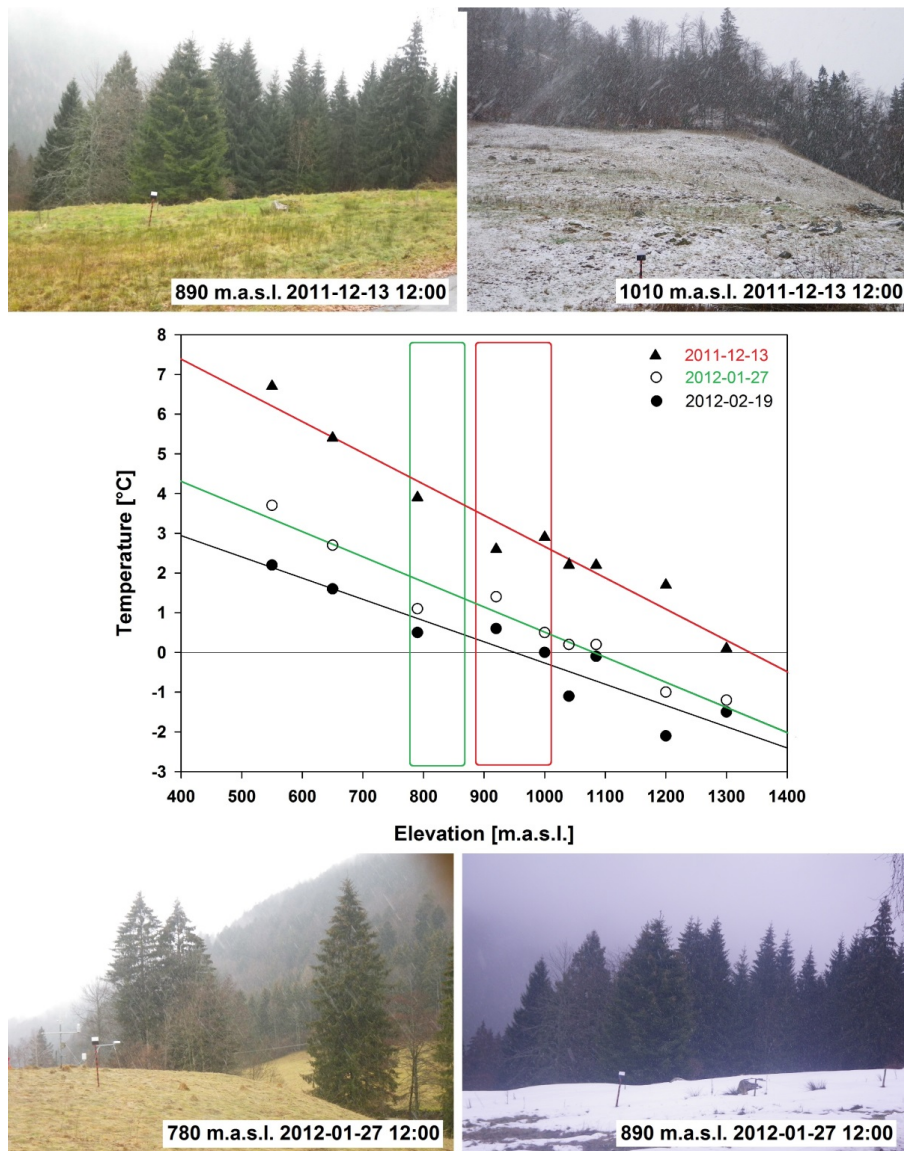 890 m.a.s.l. 2011-12-13 12:00
1010 m.a.s.l. 2011-12-13 12:00
8
7
6
5
4
3
2
1
0
-1
-2
-3
Temperature [°C]
2011-12-13
2012-01-27
2012-02-19
400 500 600 700 800 900 1000 1100 1200 1300 1400
Elevation [m.a.s.l.]
780 m.a.s.l. 2012-01-27 12:00
890 m.a.s.l. 2012-01-27 12:00